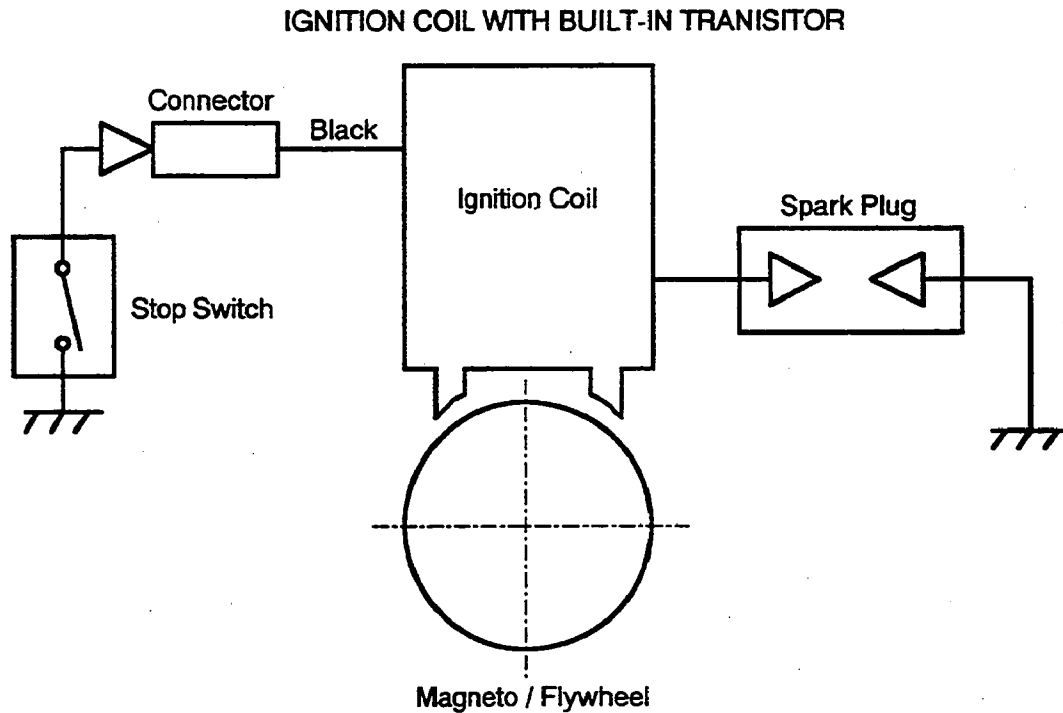 IGNITION COIL WITH BUILT-IN TRANISITOR
Connector
Black
Ignition Coil
Spark Plug
Stop Switch
Magneto / Flywheel